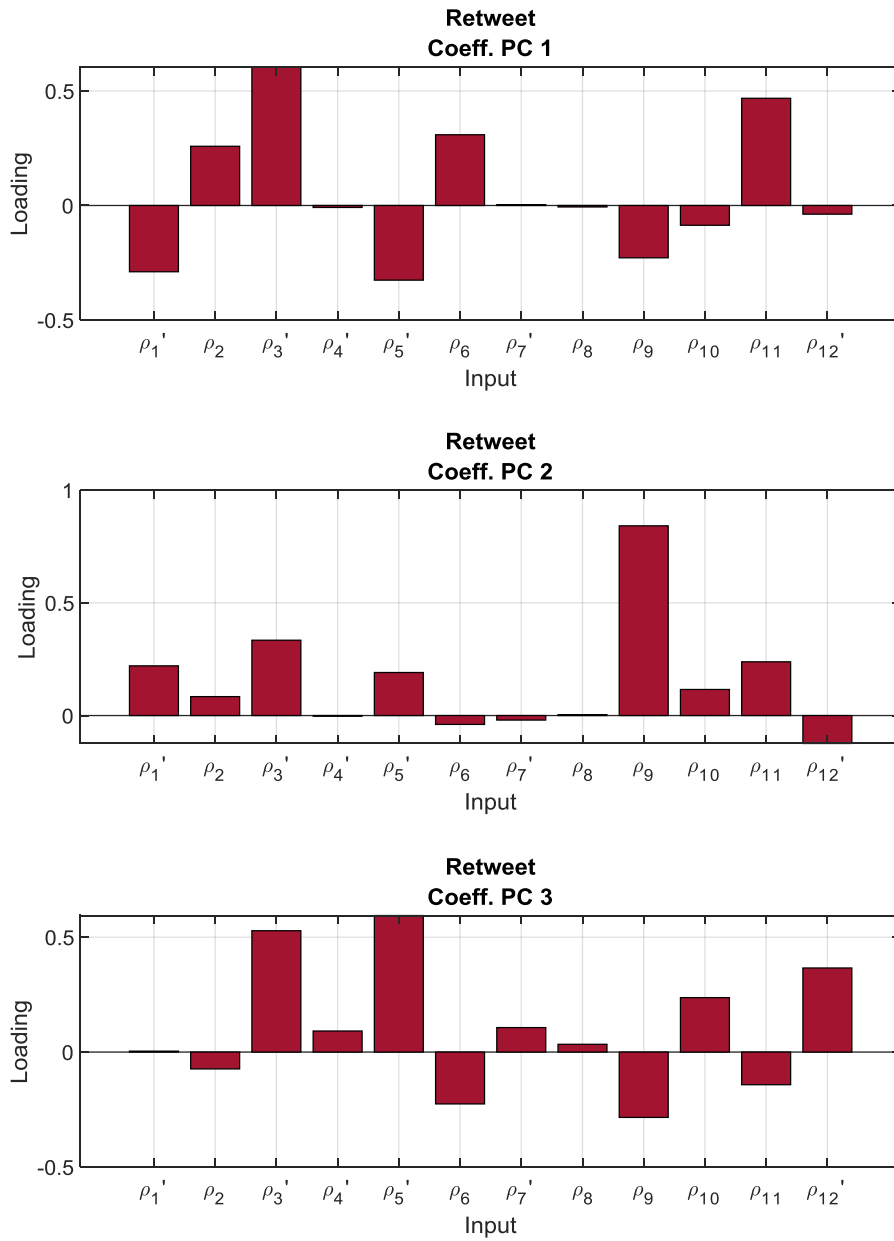 Retweet
Coeff. PC 1
0.5
0
-0.5
Loading
ρ₁' ρ₂ ρ₃' ρ₄' ρ₅' ρ₆ ρ₇' ρ₈ ρ₉ ρ₁₀ ρ₁₁ ρ₁₂'
Input
Retweet
Coeff. PC 2
1
0.5
0
Loading
ρ₁' ρ₂ ρ₃' ρ₄' ρ₅' ρ₆ ρ₇' ρ₈ ρ₉ ρ₁₀ ρ₁₁ ρ₁₂'
Input
Retweet
Coeff. PC 3
0.5
0
-0.5
Loading
ρ₁' ρ₂ ρ₃' ρ₄' ρ₅' ρ₆ ρ₇' ρ₈ ρ₉ ρ₁₀ ρ₁₁ ρ₁₂'
Input